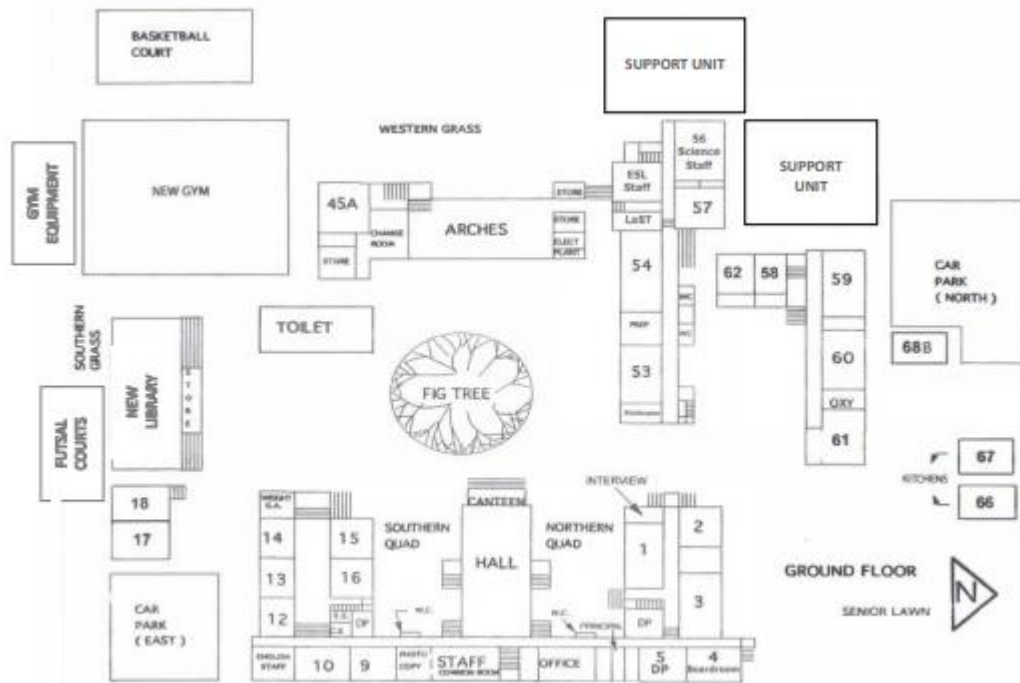 BASKETBALL
COURT
SUPPORT UNIT
WESTERN GRASS
SUPPORT
UNIT
GYM
EQUIPMENT
NEW GYM
45A
CHANGE
ROOM
STORE
ARCHES
STORE
STORE
ELECT
PLANT
ESL
Staff
LaST
56
Science
Staff
57
54
PREP
53
WC
WC
62
58
59
60
OXY
61
CAR
PARK
( NORTH )
68B
67
KITCHENS
66
SOUTHERN
GRASS
NEW
LIBRARY
STORE
FUTSAL
COURTS
TOILET
FIG TREE
18
17
CAR
PARK
( EAST )
WEIGHT
14
13
12
15
16
DP
SOUTHERN
QUAD
W.C.
CANTEEN
HALL
NORTHERN
QUAD
W.C.
PRINCIPAL
INTERVIEW
1
2
3
DP
GROUND FLOOR
SENIOR LAWN
N
ENGLISH
STAFF
10
9
PHOTO
COPY
STAFF
COMMON ROOM
OFFICE
5
DP
4
Boardroom